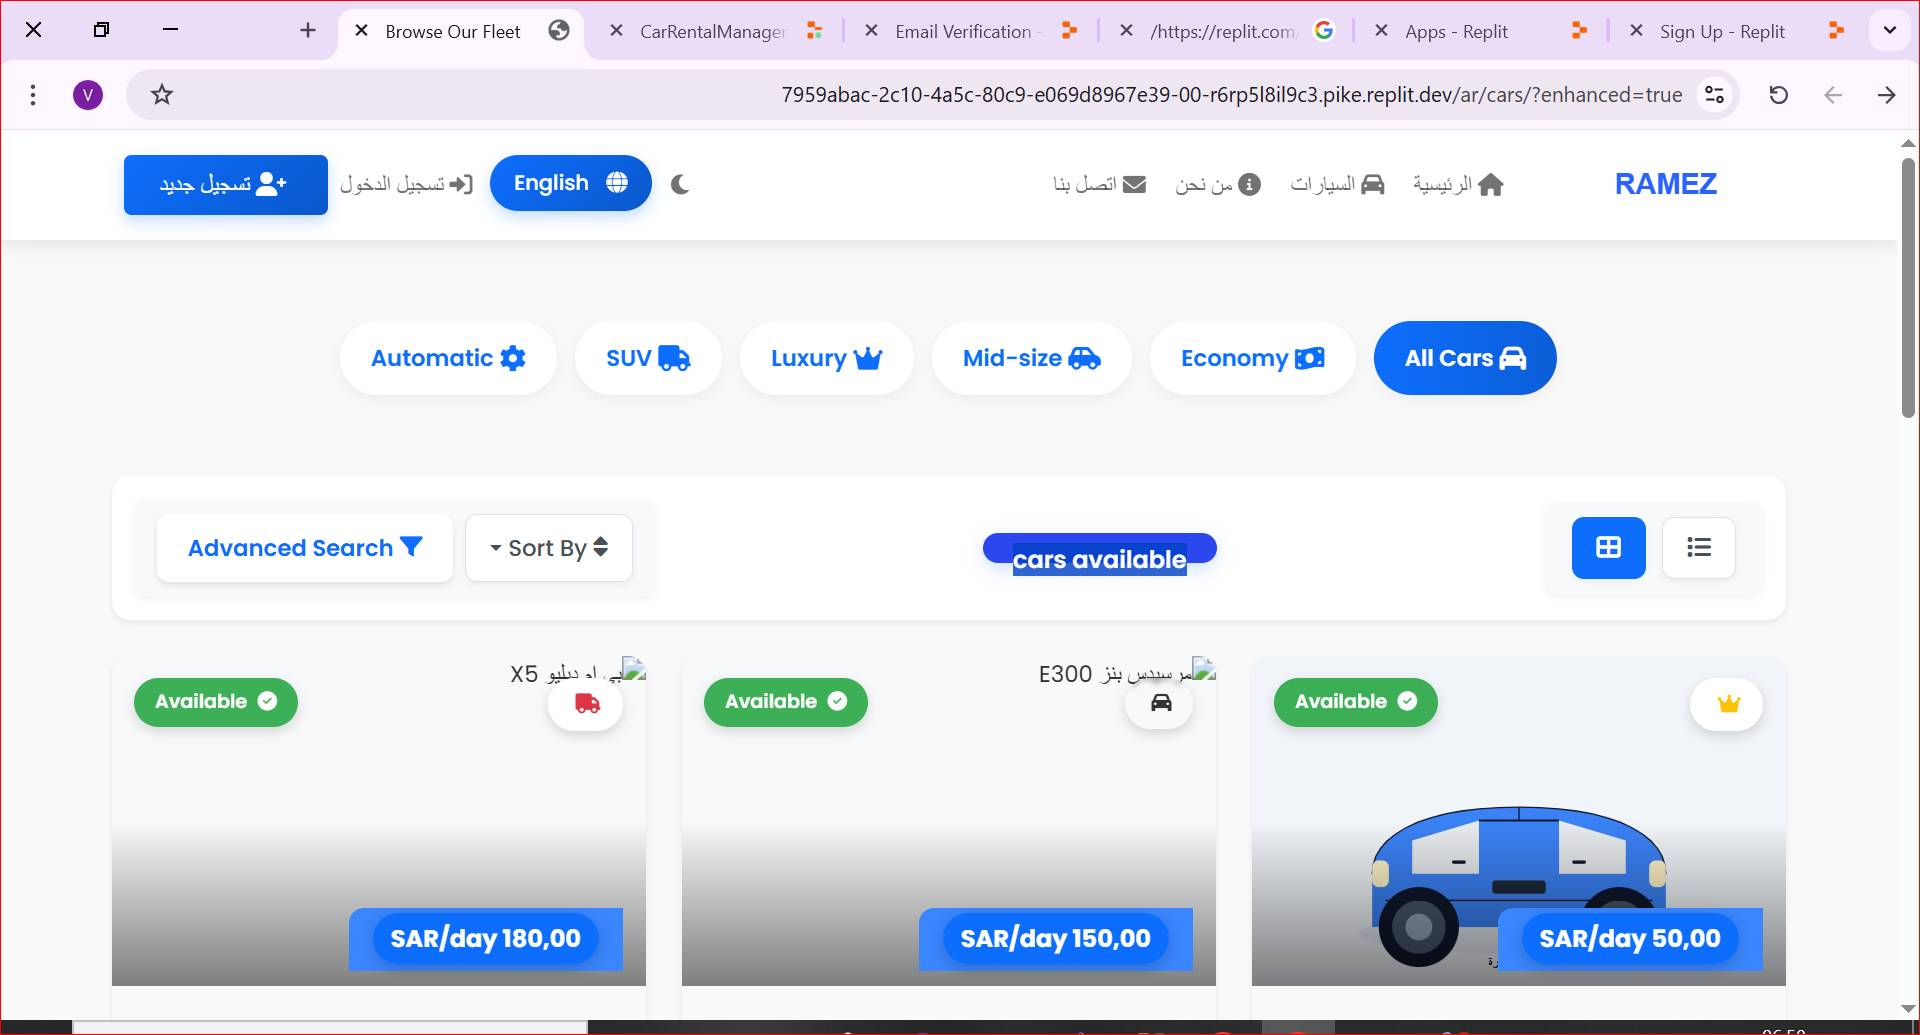 Browse Our Fleet
CarRentalManager
Email Verification -
/https://replit.com/
Apps - Replit
Sign Up - Replit
V
7959abac-2c10-4a5c-80c9-e069d8967e39-00-r6rp5l8il9c3.pike.replit.dev/ar/cars/?enhanced=true
RAMEZ
الرئيسية
السيارات
من نحن
اتصل بنا
English
تسجيل الدخول
تسجيل جديد
All Cars
Economy
Mid-size
Luxury
SUV
Automatic
cars available
Sort By
Advanced Search
Available
SAR/day 50,00
مرسيدس بنز E300
Available
SAR/day 150,00
بي ام دبليو X5
Available
SAR/day 180,00